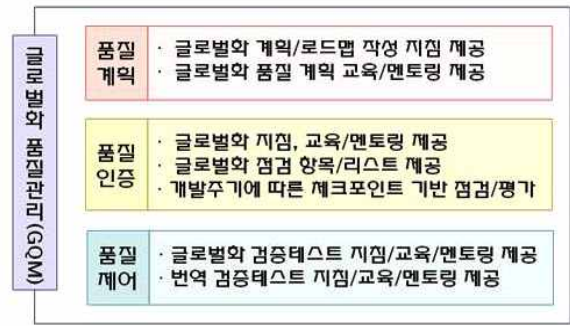 글로벌화 품질관리(GQM)
품질
계획
· 글로벌화 계획/로드맵 작성 지침 제공
· 글로벌화 품질 계획 교육/멘토링 제공
품질
인증
· 글로벌화 지침, 교육/멘토링 제공
· 글로벌화 점검 항목/리스트 제공
· 개발주기에 따른 체크포인트 기반 점검/평가
품질
제어
· 글로벌화 검증테스트 지침/교육/멘토링 제공
· 번역 검증테스트 지침/교육/멘토링 제공